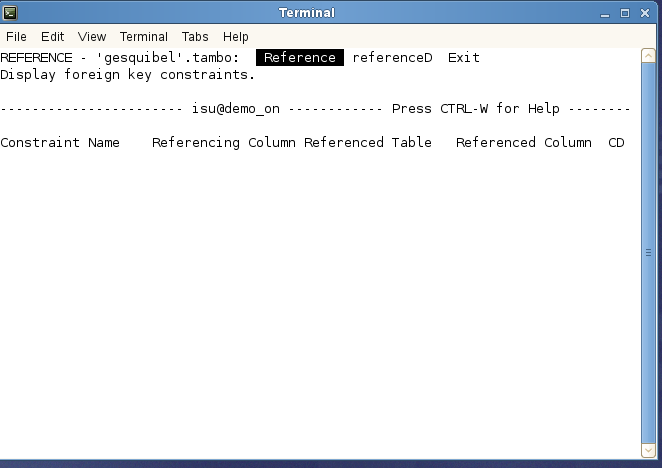 Terminal
File Edit View Terminal Tabs Help
REFERENCE - 'gesquibel'.tambo: Reference referenceD Exit
Display foreign key constraints.
----------------------- isu@demo_on ------------ Press CTRL-W for Help --------
Constraint Name Referencing Column Referenced Table Referenced Column CD